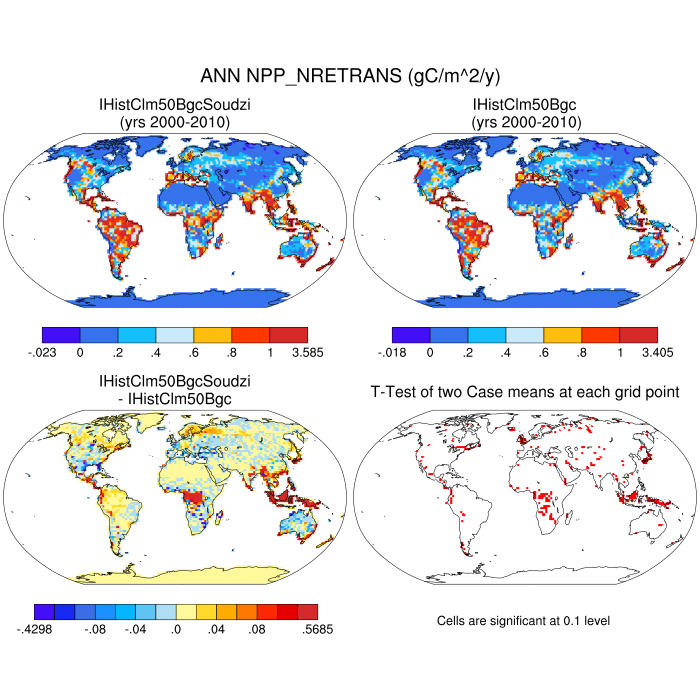 ANN NPP_NRETRANS (gC/m^2/y)
IHistClm50BgcSoudzi
(yrs 2000-2010)
IHistClm50Bgc
(yrs 2000-2010)
-.023 0 .2 .4 .6 .8 1 3.585
-.018 0 .2 .4 .6 .8 1 3.405
IHistClm50BgcSoudzi
- IHistClm50Bgc
T-Test of two Case means at each grid point
-.4298 -.08 -.04 .0 .04 .08 .5685
Cells are significant at 0.1 level